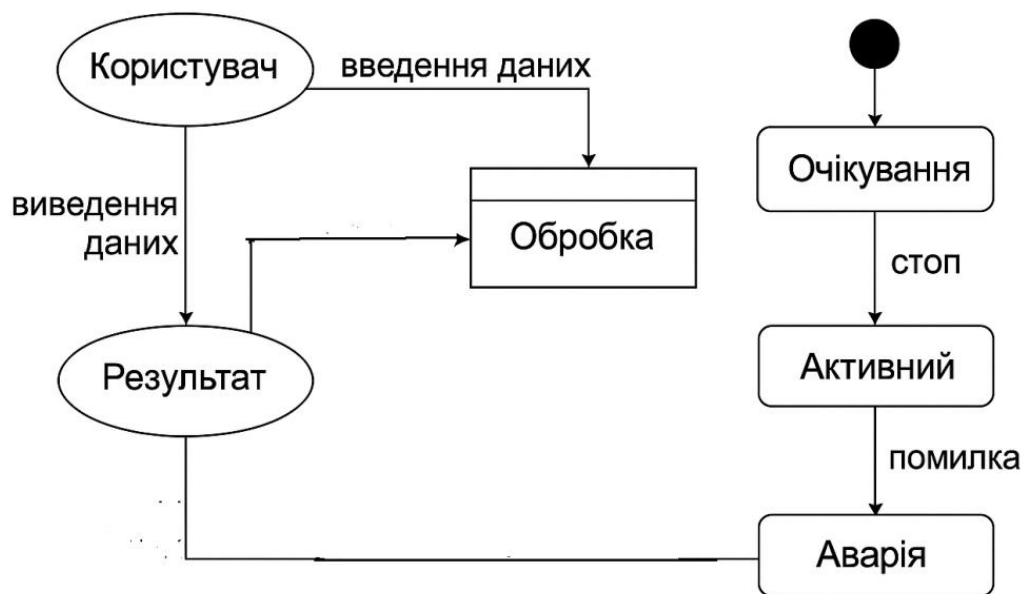 Користувач
введення даних
Очікування
виведення
даних
Обробка
стоп
Результат
Активний
помилка
Аварія